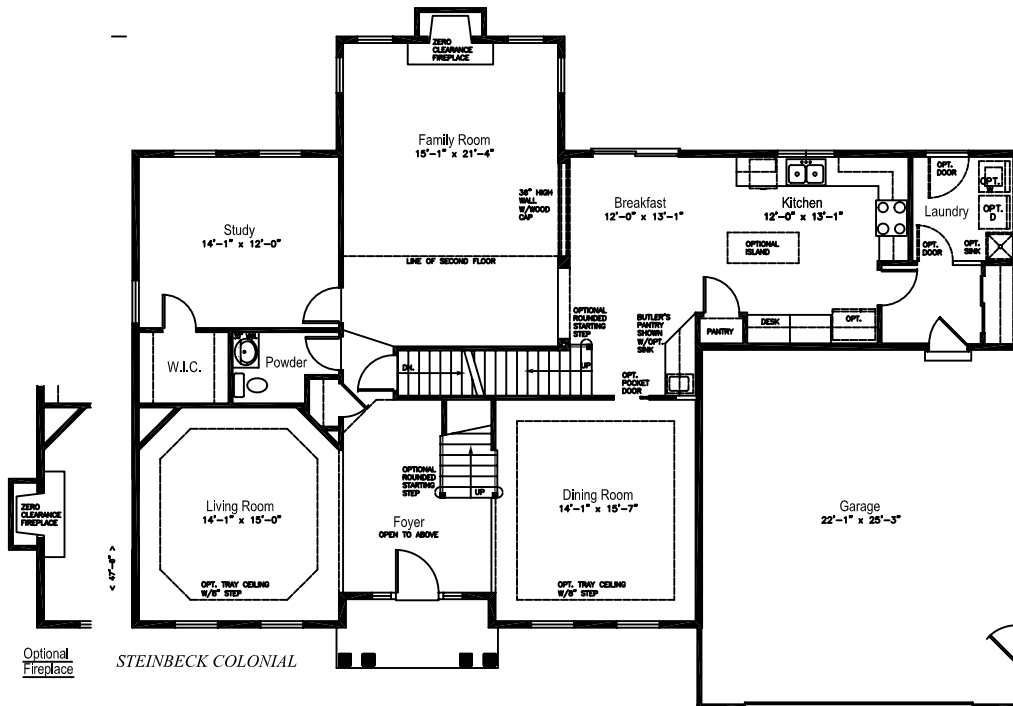 ZERO
CLEARANCE
FIREPLACE
Family Room
15'-1" x 21'-4"
36" HIGH
WALL
W/WOOD
CAP
LINE OF SECOND FLOOR
Study
14'-1" x 12'-0"
Breakfast
12'-0" x 13'-1"
Kitchen
12'-0" x 13'-1"
OPTIONAL
ISLAND
OPT.
DOOR
OPT.
W
Laundry
OPT.
D
OPT.
DOOR
OPT.
SINK
OPTIONAL
ROUNDED
STARTING
STEP
BUTLER'S
PANTRY
SHOWN
W/OPT.
SINK
PANTRY
DESK
OPT.
W.I.C.
Powder
DN.
UP
OPT.
POCKET
DOOR
ZERO
CLEARANCE
FIREPLACE
Living Room
14'-1" x 15'-0"
OPT. TRAY CEILING
W/8" STEP
OPTIONAL
ROUNDED
STARTING
STEP
UP
Foyer
OPEN TO ABOVE
Dining Room
14'-1" x 15'-7"
OPT. TRAY CEILING
W/8" STEP
Garage
22'-1" x 25'-3"
Optional
Fireplace
STEINBECK COLONIAL